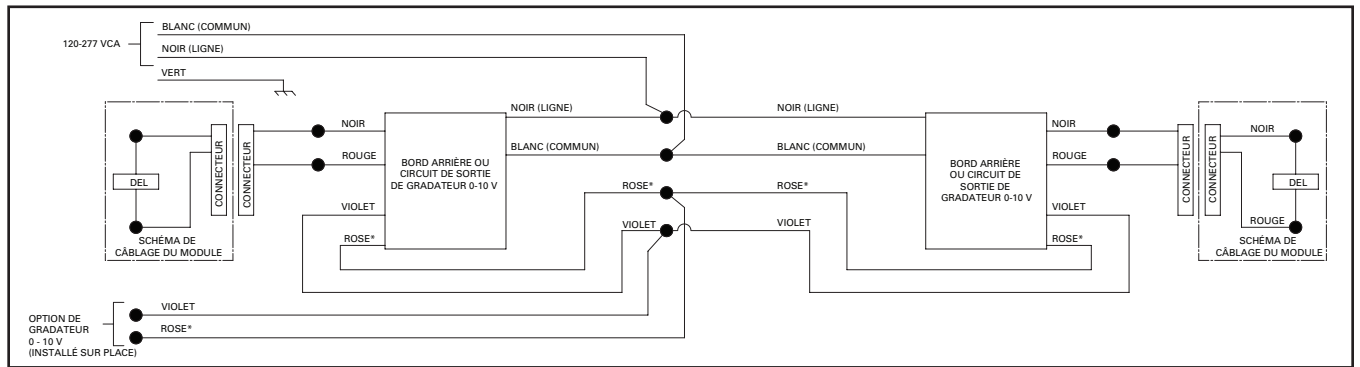 BLANC (COMMUN)
120-277 VCA
NOIR (LIGNE)
VERT
NOIR (LIGNE)
NOIR (LIGNE)
NOIR
NOIR
NOIR
CONNECTEUR
CONNECTEUR
BLANC (COMMUN)
BLANC (COMMUN)
CONNECTEUR
CONNECTEUR
ROUGE
BORD ARRIÈRE OU
CIRCUIT DE SORTIE
DE GRADATEUR 0-10 V
BORD ARRIÈRE
OU CIRCUIT DE
SORTIE DE
GRADATEUR 0-10 V
ROUGE
DEL
DEL
ROSE*
ROSE*
VIOLET
VIOLET
VIOLET
VIOLET
ROUGE
SCHÉMA DE
CÂBLAGE DU MODULE
ROSE*
ROSE*
SCHÉMA DE
CÂBLAGE DU MODULE
VIOLET
OPTION DE
GRADATEUR
0 - 10 V
(INSTALLÉ SUR PLACE)
ROSE*